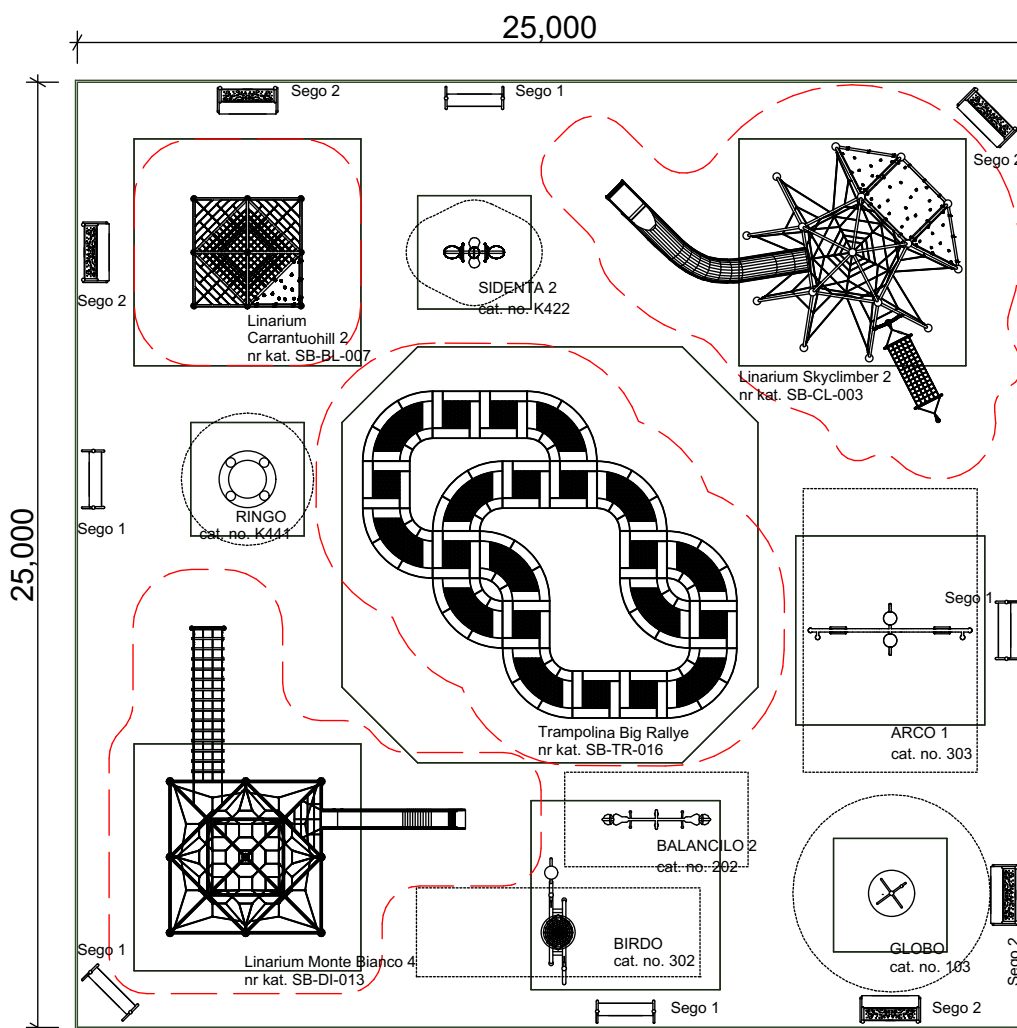 25,000
Sego 2
Sego 1
Sego 2
Sego 2
SIDENTA 2
cat. no. K422
Linarium
Carrantuohill 2
nr kat. SB-BL-007
Linarium Skyclimber 2
nr kat. SB-CL-003
25,000
Sego 1
RINGO
cat. no. K441
Sego 1
Trampolina Big Rallye
nr kat. SB-TR-016
ARCO 1
cat. no. 303
BALANCILO 2
cat. no. 202
BIRDO
cat. no. 302
GLOBO
cat. no. 103
Sego 2
Sego 1
Linarium Monte Bianco 4
nr kat. SB-DI-013
Sego 1
Sego 2